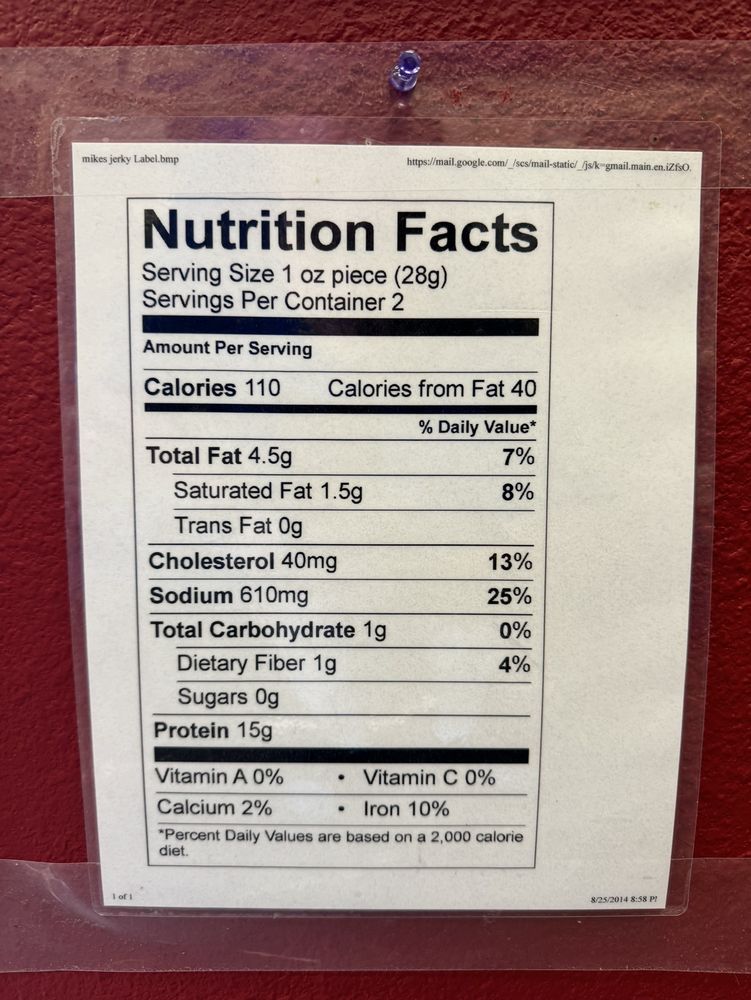 mikes jerky Label.bmp https://mail.google.com/_/scs/mail-static/_/js/k=gmail.main.en.iZfsO.
Nutrition Facts
Serving Size 1 oz piece (28g)
Servings Per Container 2
Amount Per Serving
Calories 110 Calories from Fat 40
% Daily Value*
Total Fat 4.5g 7%
Saturated Fat 1.5g 8%
Trans Fat 0g
Cholesterol 40mg 13%
Sodium 610mg 25%
Total Carbohydrate 1g 0%
Dietary Fiber 1g 4%
Sugars 0g
Protein 15g
Vitamin A 0% • Vitamin C 0%
Calcium 2% • Iron 10%
*Percent Daily Values are based on a 2,000 calorie
diet.
1 of 1 8/25/2014 8:58 P